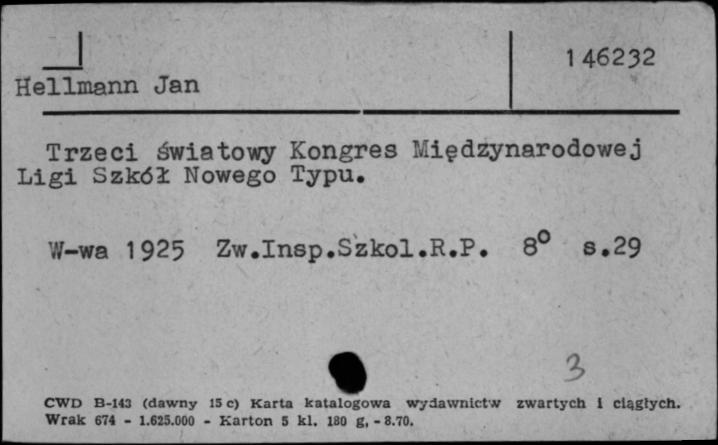 146232
Hellmann Jan
Trzeci światowy Kongres Międzynarodowej
Ligi Szkół Nowego Typu.
W-wa 1925 Zw.Insp.Szkol.R.P. 8° s.29
3
CWD B-143 (dawny 15 c) Karta katalogowa wydawnictw zwartych i ciągłych.
Wrak 674 - 1.625.000 - Karton 5 kl. 180 g, - 8.70.